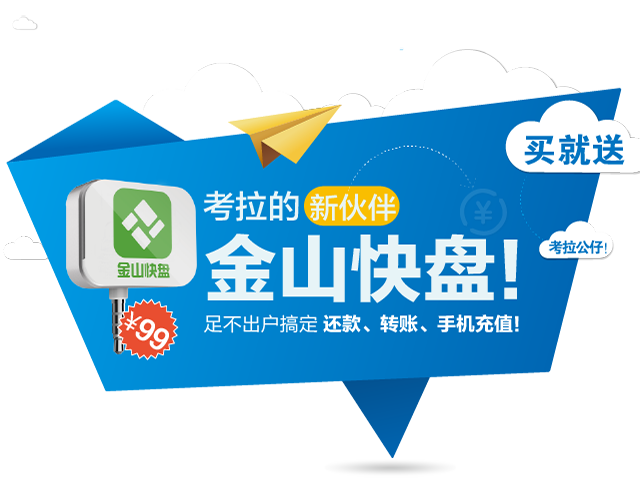 买就送
考拉的 新伙伴
考拉公仔!
金山快盘!
金山快盘
足不出户搞定 还款、转账、手机充值!
¥99
¥